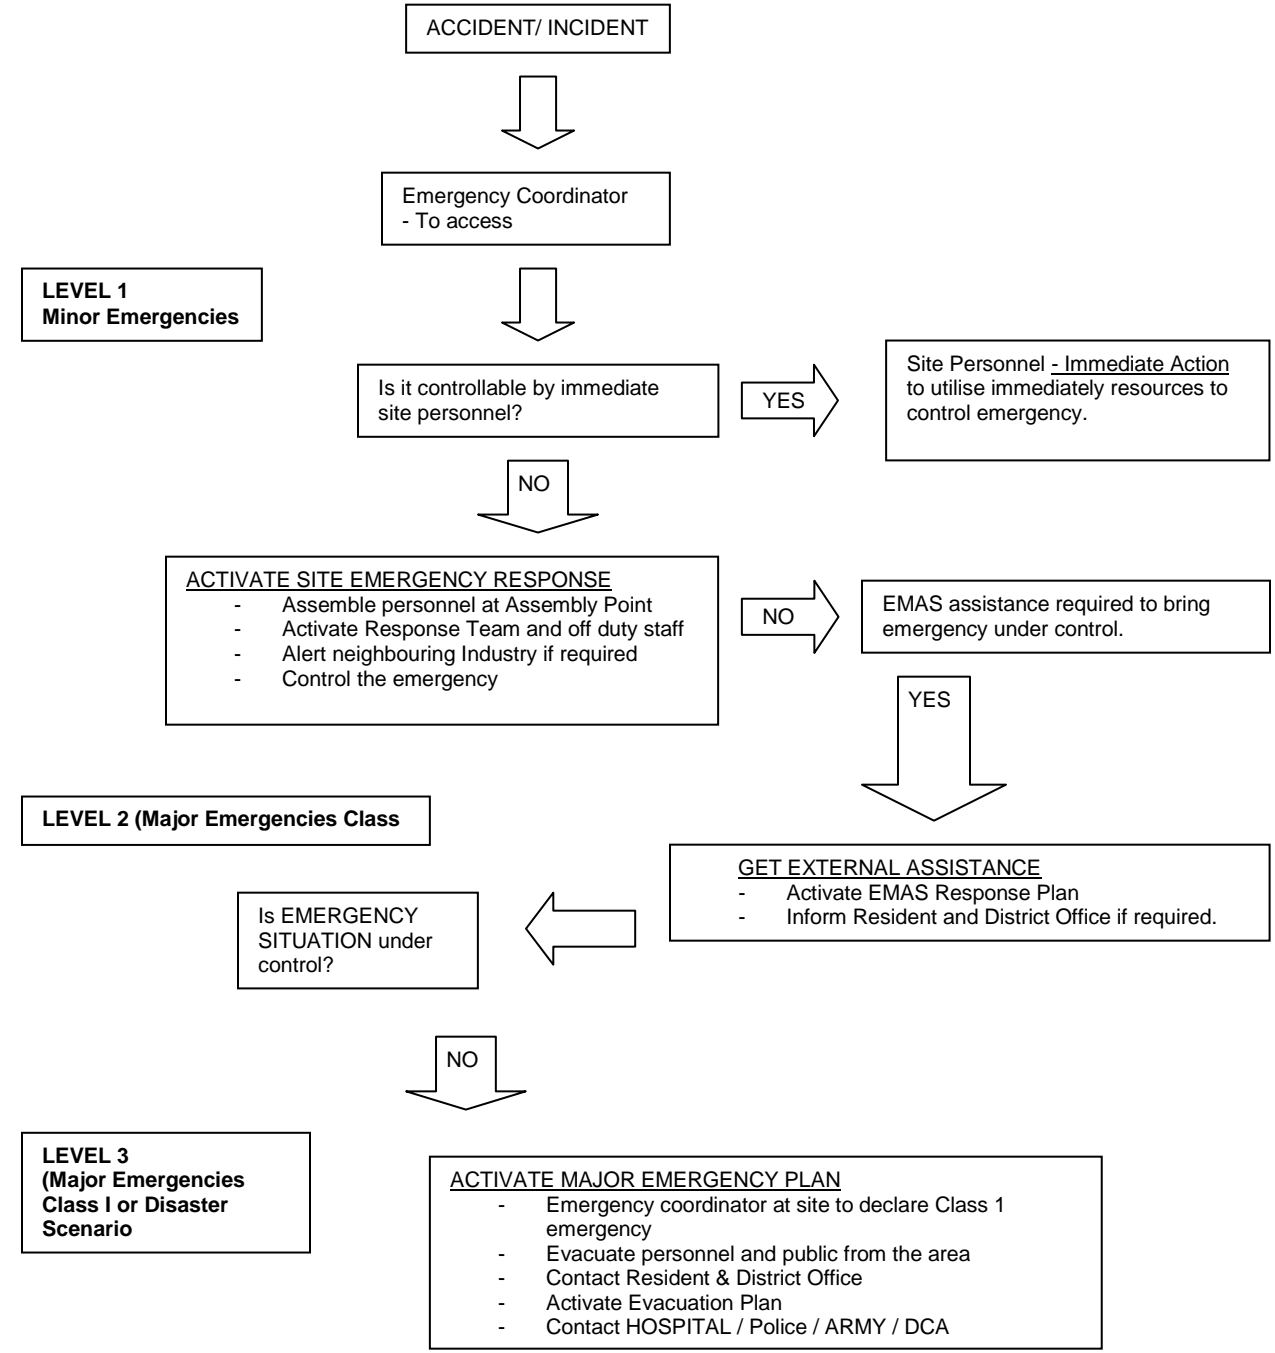 ACCIDENT/ INCIDENT
Emergency Coordinator
- To access
LEVEL 1
Minor Emergencies
Is it controllable by immediate
site personnel?
YES
Site Personnel - Immediate Action
to utilise immediately resources to
control emergency.
NO
ACTIVATE SITE EMERGENCY RESPONSE
- Assemble personnel at Assembly Point
- Activate Response Team and off duty staff
- Alert neighbouring Industry if required
- Control the emergency
NO
EMAS assistance required to bring
emergency under control.
YES
LEVEL 2 (Major Emergencies Class
GET EXTERNAL ASSISTANCE
- Activate EMAS Response Plan
- Inform Resident and District Office if required.
Is EMERGENCY
SITUATION under
control?
NO
LEVEL 3
(Major Emergencies
Class I or Disaster
Scenario
ACTIVATE MAJOR EMERGENCY PLAN
- Emergency coordinator at site to declare Class 1
emergency
- Evacuate personnel and public from the area
- Contact Resident & District Office
- Activate Evacuation Plan
- Contact HOSPITAL / Police / ARMY / DCA